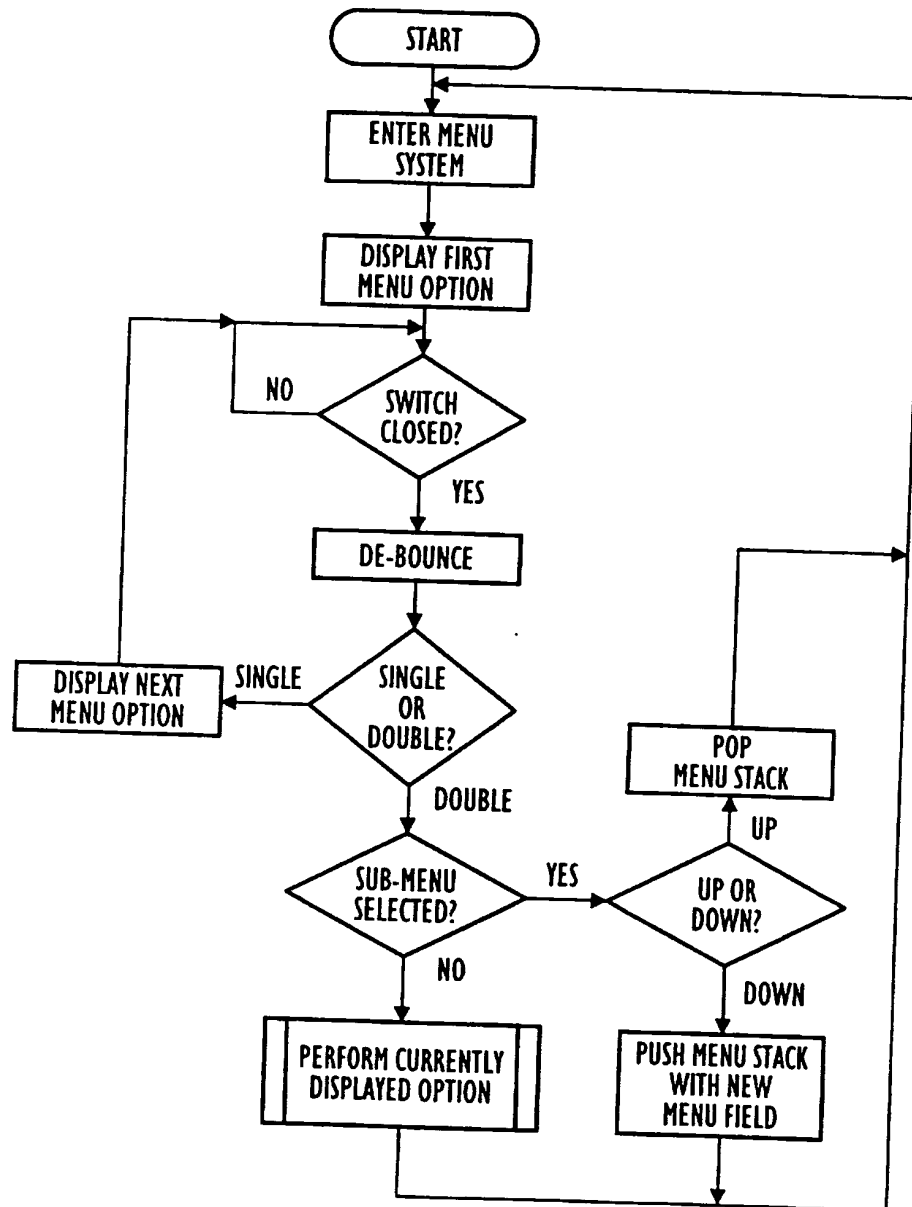 START
ENTER MENU
SYSTEM
DISPLAY FIRST
MENU OPTION
NO
SWITCH
CLOSED?
YES
DE-BOUNCE
DISPLAY NEXT
MENU OPTION
SINGLE
SINGLE
OR
DOUBLE?
POP
MENU STACK
DOUBLE
UP
SUB-MENU
SELECTED?
YES
UP OR
DOWN?
NO
DOWN
PERFORM CURRENTLY
DISPLAYED OPTION
PUSH MENU STACK
WITH NEW
MENU FIELD